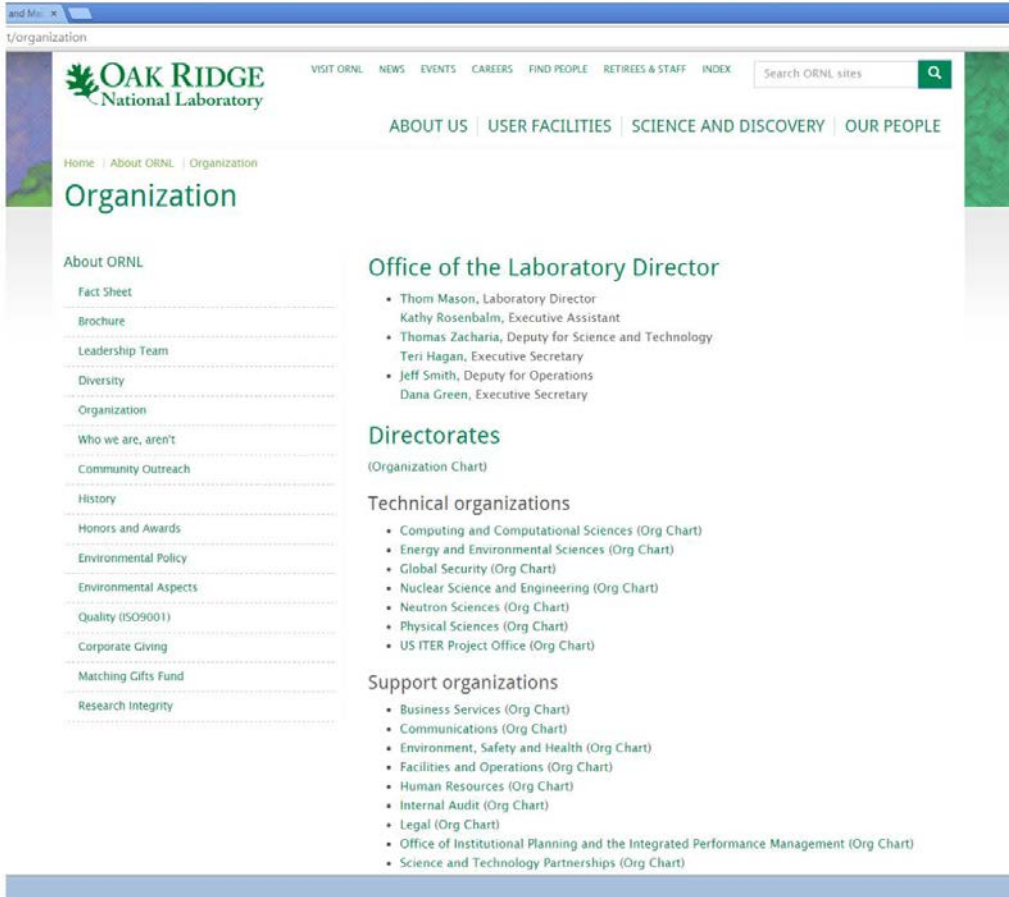 and Mat ×
t/organization
OAK RIDGE
National Laboratory
VISIT ORNL NEWS EVENTS CAREERS FIND PEOPLE RETIREES & STAFF INDEX
Search ORNL sites
ABOUT US USER FACILITIES SCIENCE AND DISCOVERY OUR PEOPLE
Home | About ORNL | Organization
Organization
About ORNL
Fact Sheet
Brochure
Leadership Team
Diversity
Organization
Who we are, aren't
Community Outreach
History
Honors and Awards
Environmental Policy
Environmental Aspects
Quality (ISO9001)
Corporate Giving
Matching Gifts Fund
Research Integrity
Office of the Laboratory Director
• Thom Mason, Laboratory Director
Kathy Rosenbalm, Executive Assistant
• Thomas Zacharia, Deputy for Science and Technology
Teri Hagan, Executive Secretary
• Jeff Smith, Deputy for Operations
Dana Green, Executive Secretary
Directorates
(Organization Chart)
Technical organizations
• Computing and Computational Sciences (Org Chart)
• Energy and Environmental Sciences (Org Chart)
• Global Security (Org Chart)
• Nuclear Science and Engineering (Org Chart)
• Neutron Sciences (Org Chart)
• Physical Sciences (Org Chart)
• US ITER Project Office (Org Chart)
Support organizations
• Business Services (Org Chart)
• Communications (Org Chart)
• Environment, Safety and Health (Org Chart)
• Facilities and Operations (Org Chart)
• Human Resources (Org Chart)
• Internal Audit (Org Chart)
• Legal (Org Chart)
• Office of Institutional Planning and the Integrated Performance Management (Org Chart)
• Science and Technology Partnerships (Org Chart)